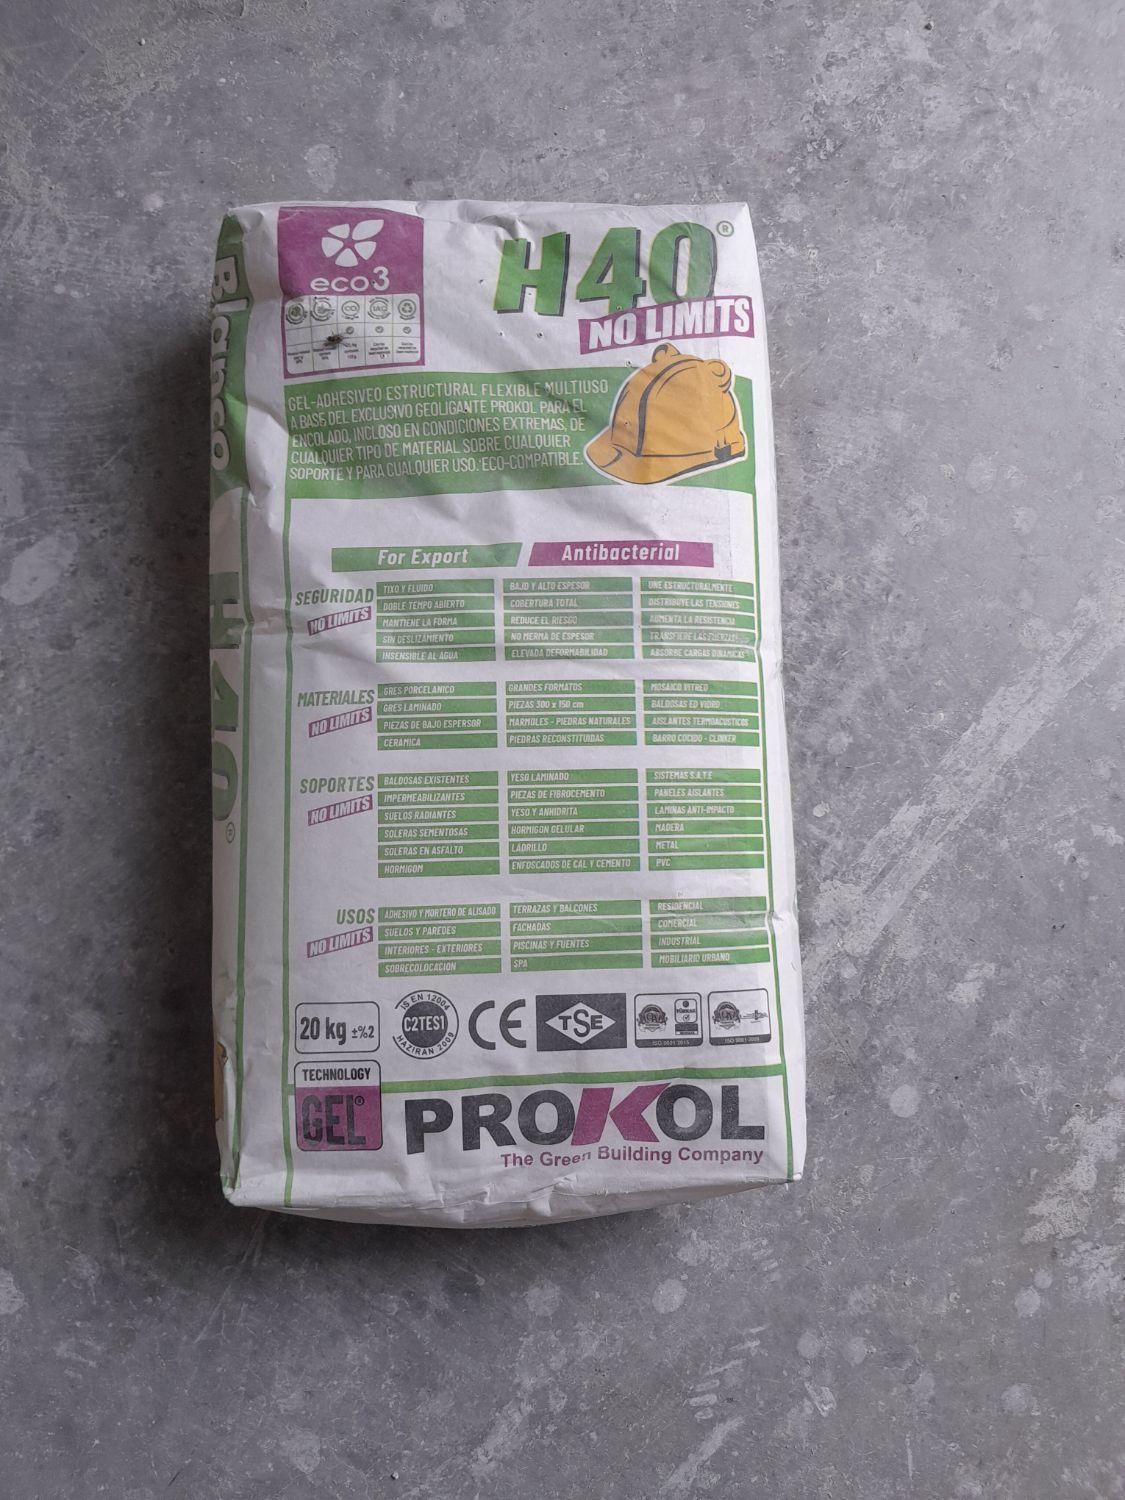 eco3
H40®
NO LIMITS
GEL-ADHESIVEO ESTRUCTURAL FLEXIBLE MULTIUSO
A BASE DEL EXCLUSIVO GEOLIGANTE PROKOL PARA EL
ENCOLADO, INCLOSO EN CONDICIONES EXTREMAS, DE
CUALQUIER TIPO DE MATERIAL SOBRE CUALQUIER
SOPORTE Y PARA CUALQUIER USO. ECO-COMPATIBLE.
For Export
Antibacterial
SEGURIDAD
NO LIMITS
TIXO Y FLUIDO
DOBLE TEMPO ABIERTO
MANTIENE LA FORMA
SIN DESLIZAMIENTO
INSENSIBLE AL AGUA
BAJO Y ALTO ESPESOR
COBERTURA TOTAL
REDUCE EL RIESGO
NO MERMA DE ESPESOR
ELEVADA DEFORMABILIDAD
UNE ESTRUCTURALMENTE
DISTRIBUYE LAS TENSIONES
AUMENTA LA RESISTENCIA
TRANSFIERE LAS FUERZAS
ABSORBE CARGAS DINAMICAS
MATERIALES
NO LIMITS
GRES PORCELANICO
GRES LAMINADO
PIEZAS DE BAJO ESPERSOR
CERAMICA
GRANDES FORMATOS
PIEZAS 300 x 150 cm
MARMOLES - PIEDRAS NATURALES
PIEDRAS RECONSTITUIDAS
MOSAICO VITREO
BALDOSAS ED VIDRO
AISLANTES TERMOACUSTICOS
BARRO COCIDO - CLINKER
SOPORTES
NO LIMITS
BALDOSAS EXISTENTES
IMPERMEABILIZANTES
SUELOS RADIANTES
SOLERAS SEMENTOSAS
SOLERAS EN ASFALTO
HORMIGOM
YESO LAMINADO
PIEZAS DE FIBROCEMENTO
YESO Y ANHIDRITA
HORMIGON CELULAR
LADRILLO
ENFOSCADOS DE CAL Y CEMENTO
SISTEMAS S.A.T.E
PANELES AISLANTES
LAMINAS ANTI-IMPACTO
MADERA
METAL
PVC
USOS
NO LIMITS
ADHESIVO Y MORTERO DE ALISADO
SUELOS Y PAREDES
INTERIORES - EXTERIORES
SOBRECOLOCACION
TERRAZAS Y BALCONES
FACHADAS
PISCINAS Y FUENTES
SPA
RESIDENCIAL
COMERCIAL
INDUSTRIAL
MOBILIARIO URBANO
20 kg ±%2
IS EN 12004
C2TES1
HAZIRAN 2009
CE
TSE
TECHNOLOGY
GEL®
PROKOL
The Green Building Company
Blanco
H40®